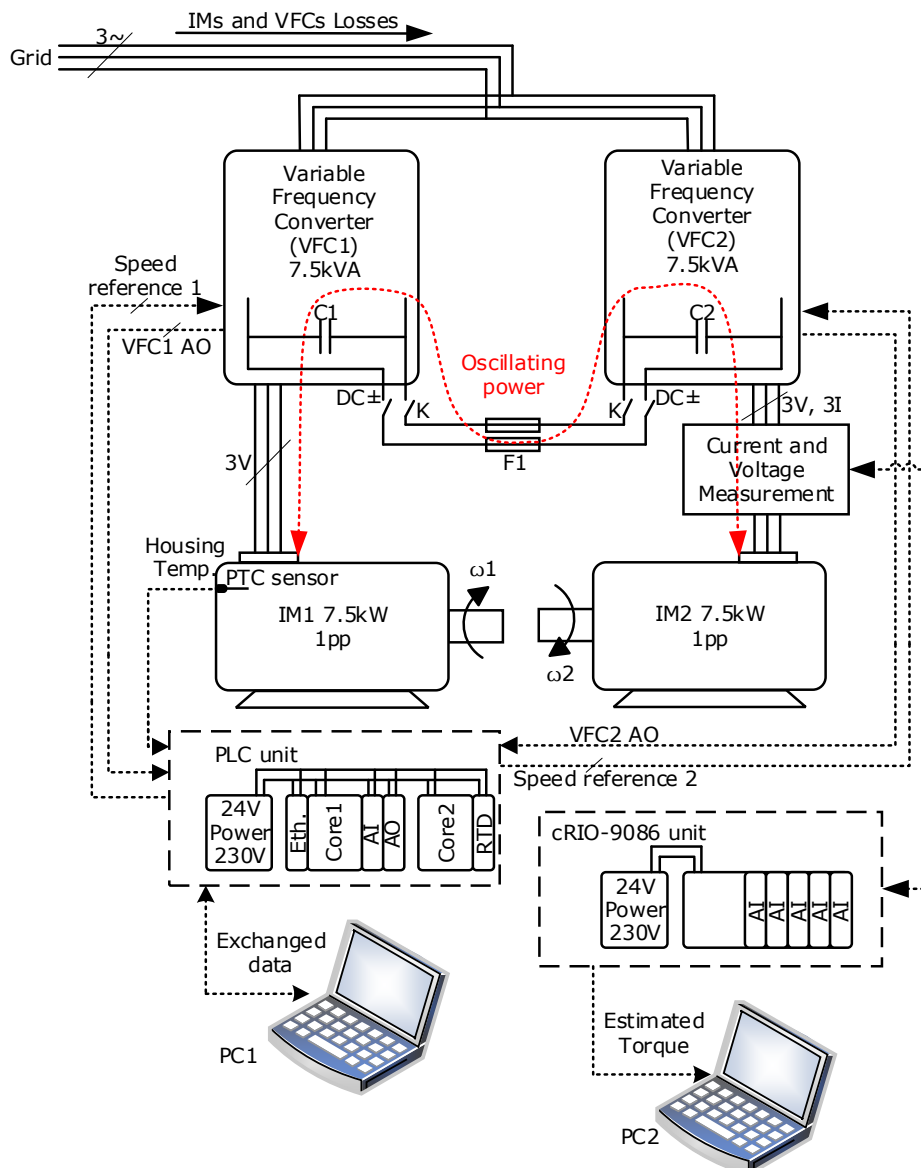 IMs and VFCs Losses
3~
Grid
Variable
Frequency
Converter
(VFC1)
7.5kVA
Variable
Frequency
Converter
(VFC2)
7.5kVA
Speed
reference 1
VFC1 AO
C1
C2
Oscillating
power
DC±
K
K
DC±
F1
3V
3V, 3I
Current and
Voltage
Measurement
Housing
Temp.
PTC sensor
IM1 7.5kW
1pp
ω1
ω2
IM2 7.5kW
1pp
VFC2 AO
Speed reference 2
PLC unit
24V
Power
230V
Eth.
Core1
AI
AO
Core2
RTD
cRIO-9086 unit
24V
Power
230V
AI
AI
AI
AI
AI
Exchanged
data
PC1
Estimated
Torque
PC2